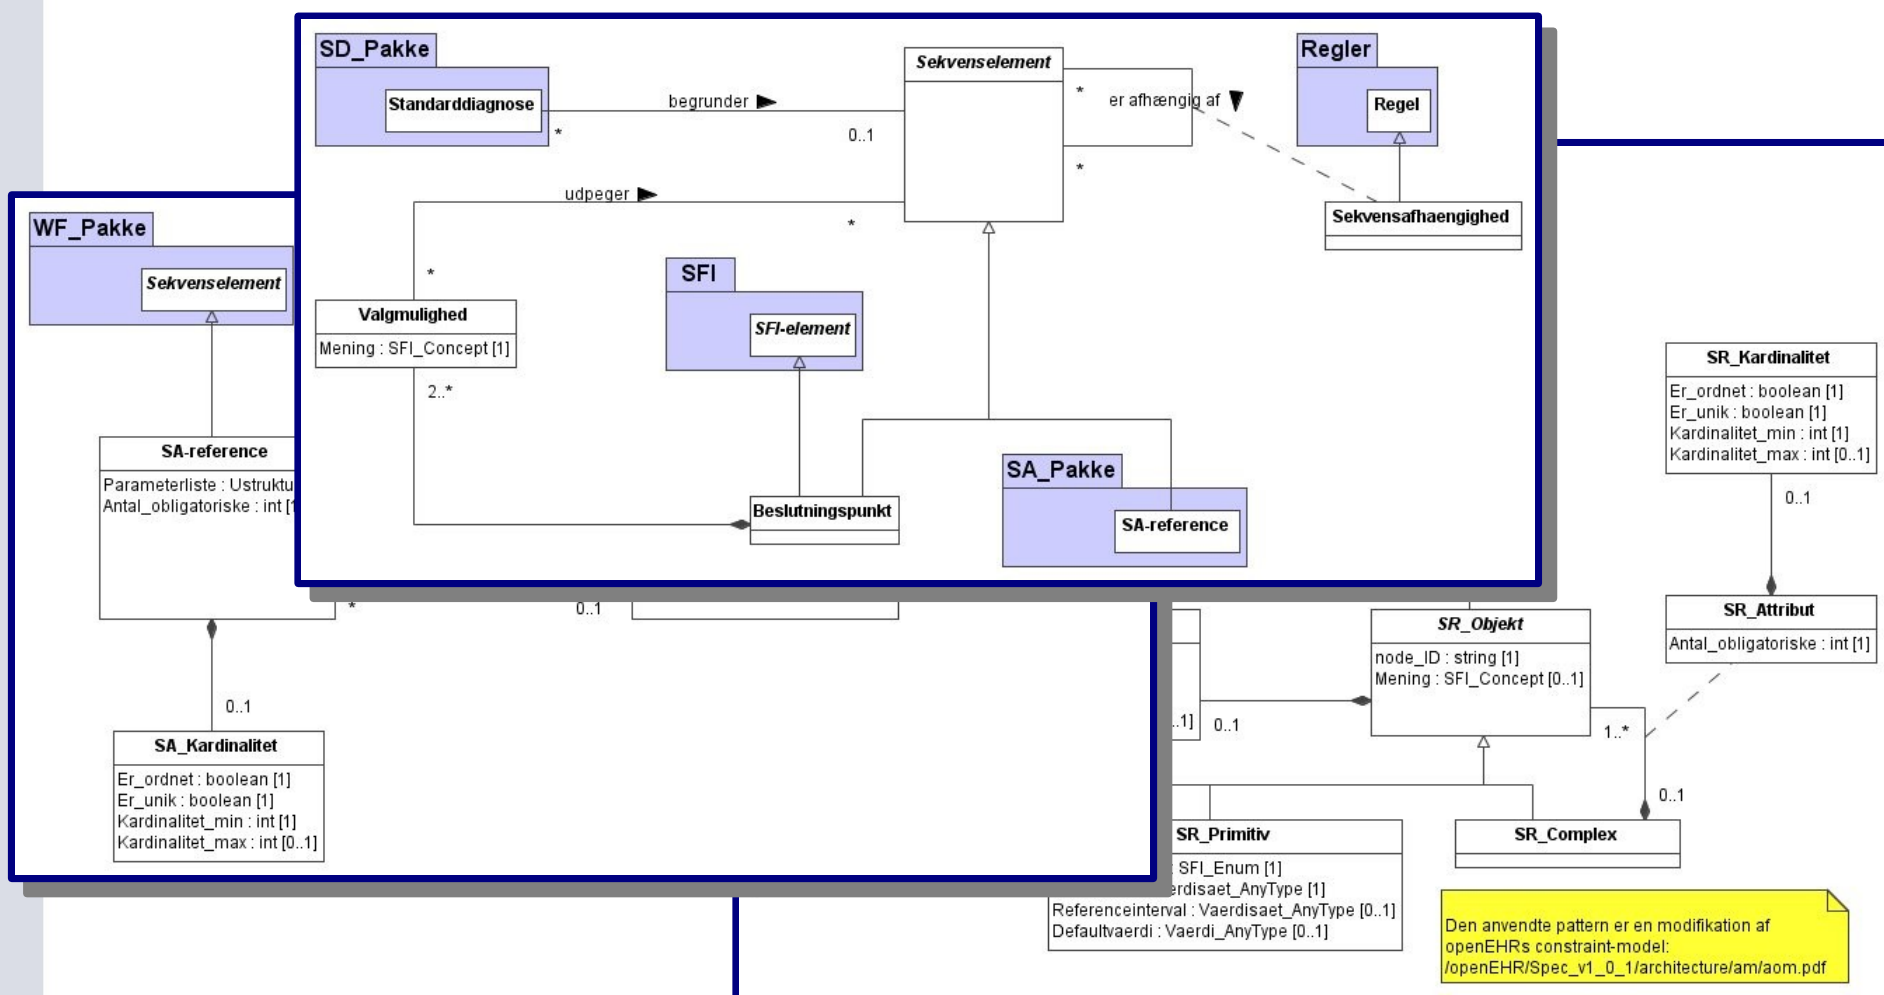 SD_Pakke
Standarddiagnose
*
begrunder
0..1
Sekvenselement
*
er afhængig af
*
Regler
Regel
Sekvensafhaengighed
udpeger
*
*
Valgmulighed
Mening : SFI_Concept [1]
2..*
SFI
SFI-element
Beslutningspunkt
SA_Pakke
SA-reference
WF_Pakke
Sekvenselement
SA-reference
Parameterliste :
Antal_obligatoriske : int
*
0..1
0..1
SA_Kardinalitet
Er_ordnet : boolean [1]
Er_unik : boolean [1]
Kardinalitet_min : int [1]
Kardinalitet_max : int [0..1]
SR_Kardinalitet
Er_ordnet : boolean [1]
Er_unik : boolean [1]
Kardinalitet_min : int [1]
Kardinalitet_max : int [0..1]
0..1
SR_Attribut
Antal_obligatoriske : int [1]
SR_Objekt
node_ID : string [1]
Mening : SFI_Concept [0..1]
..1]
0..1
1..*
0..1
SR_Primitiv
: SFI_Enum [1]
erdisaet_AnyType [1]
Referenceinterval : Vaerdisaet_AnyType [0..1]
Defaultvaerdi : Vaerdi_AnyType [0..1]
SR_Complex
Den anvendte pattern er en modifikation af
openEHRs constraint-model:
/openEHR/Spec_v1_0_1/architecture/am/aom.pdf